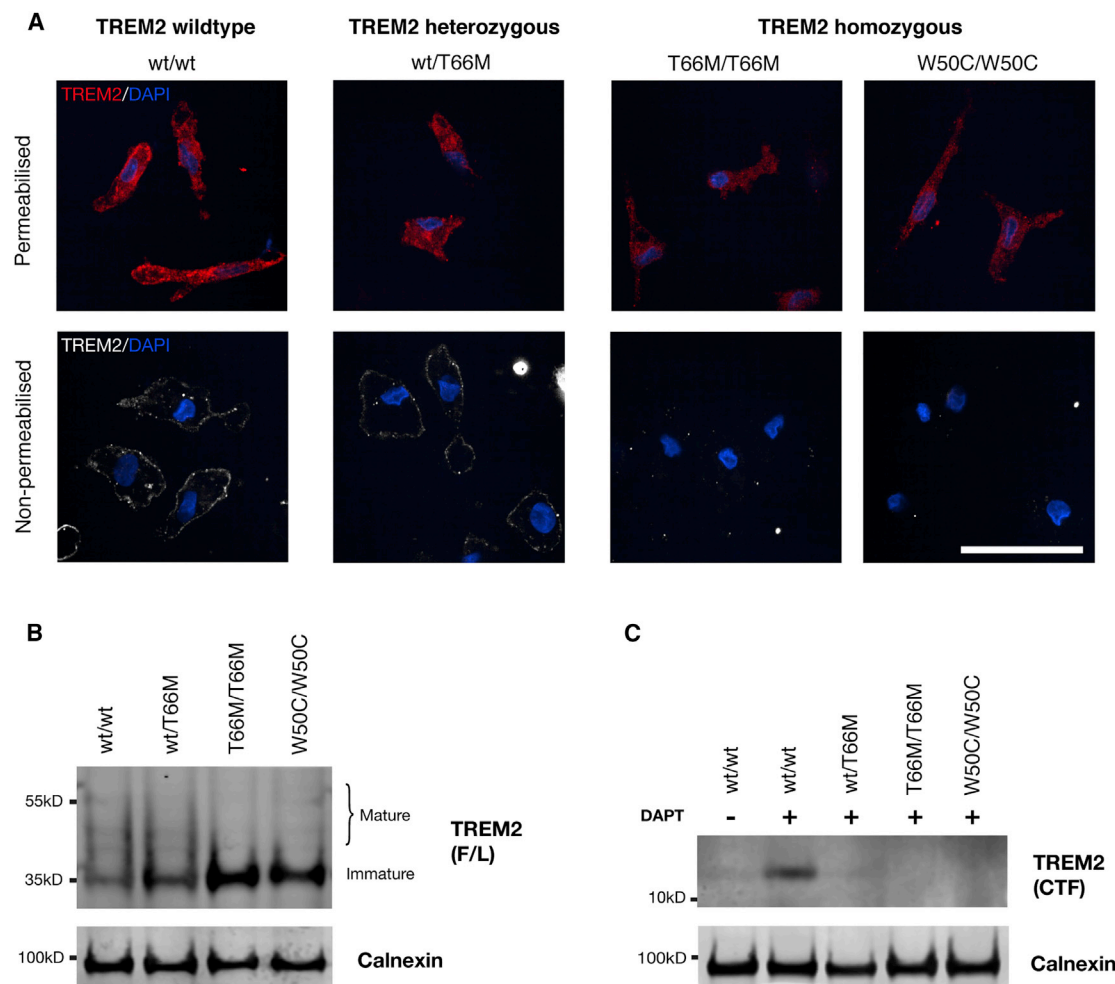 A
TREM2 wildtype
TREM2 heterozygous
TREM2 homozygous
wt/wt
wt/T66M
T66M/T66M
W50C/W50C
Permeabilised
TREM2/DAPI
Non-permeabilised
TREM2/DAPI
B
wt/wt
wt/T66M
T66M/T66M
W50C/W50C
55kD
Mature
35kD
Immature
TREM2
(F/L)
100kD
Calnexin
C
wt/wt
wt/wt
wt/T66M
T66M/T66M
W50C/W50C
DAPT - + + + +
10kD
TREM2
(CTF)
100kD
Calnexin